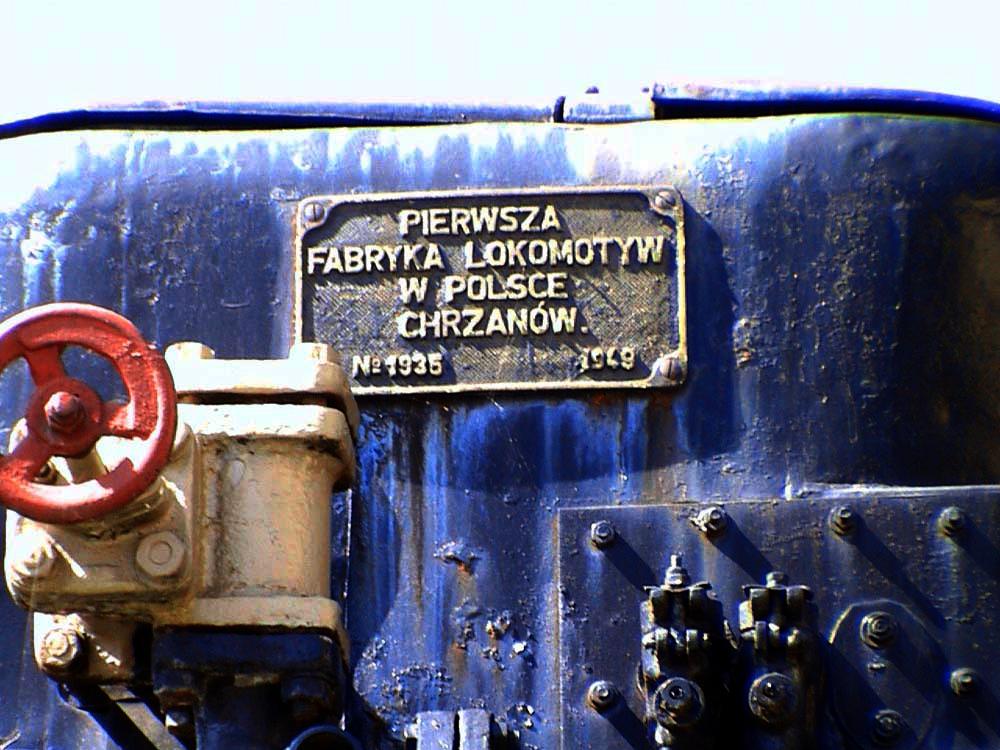 PIERWSZA
FABRYKA LOKOMOTYW
W POLSCE
CHRZANÓW.
№ 1935 1949